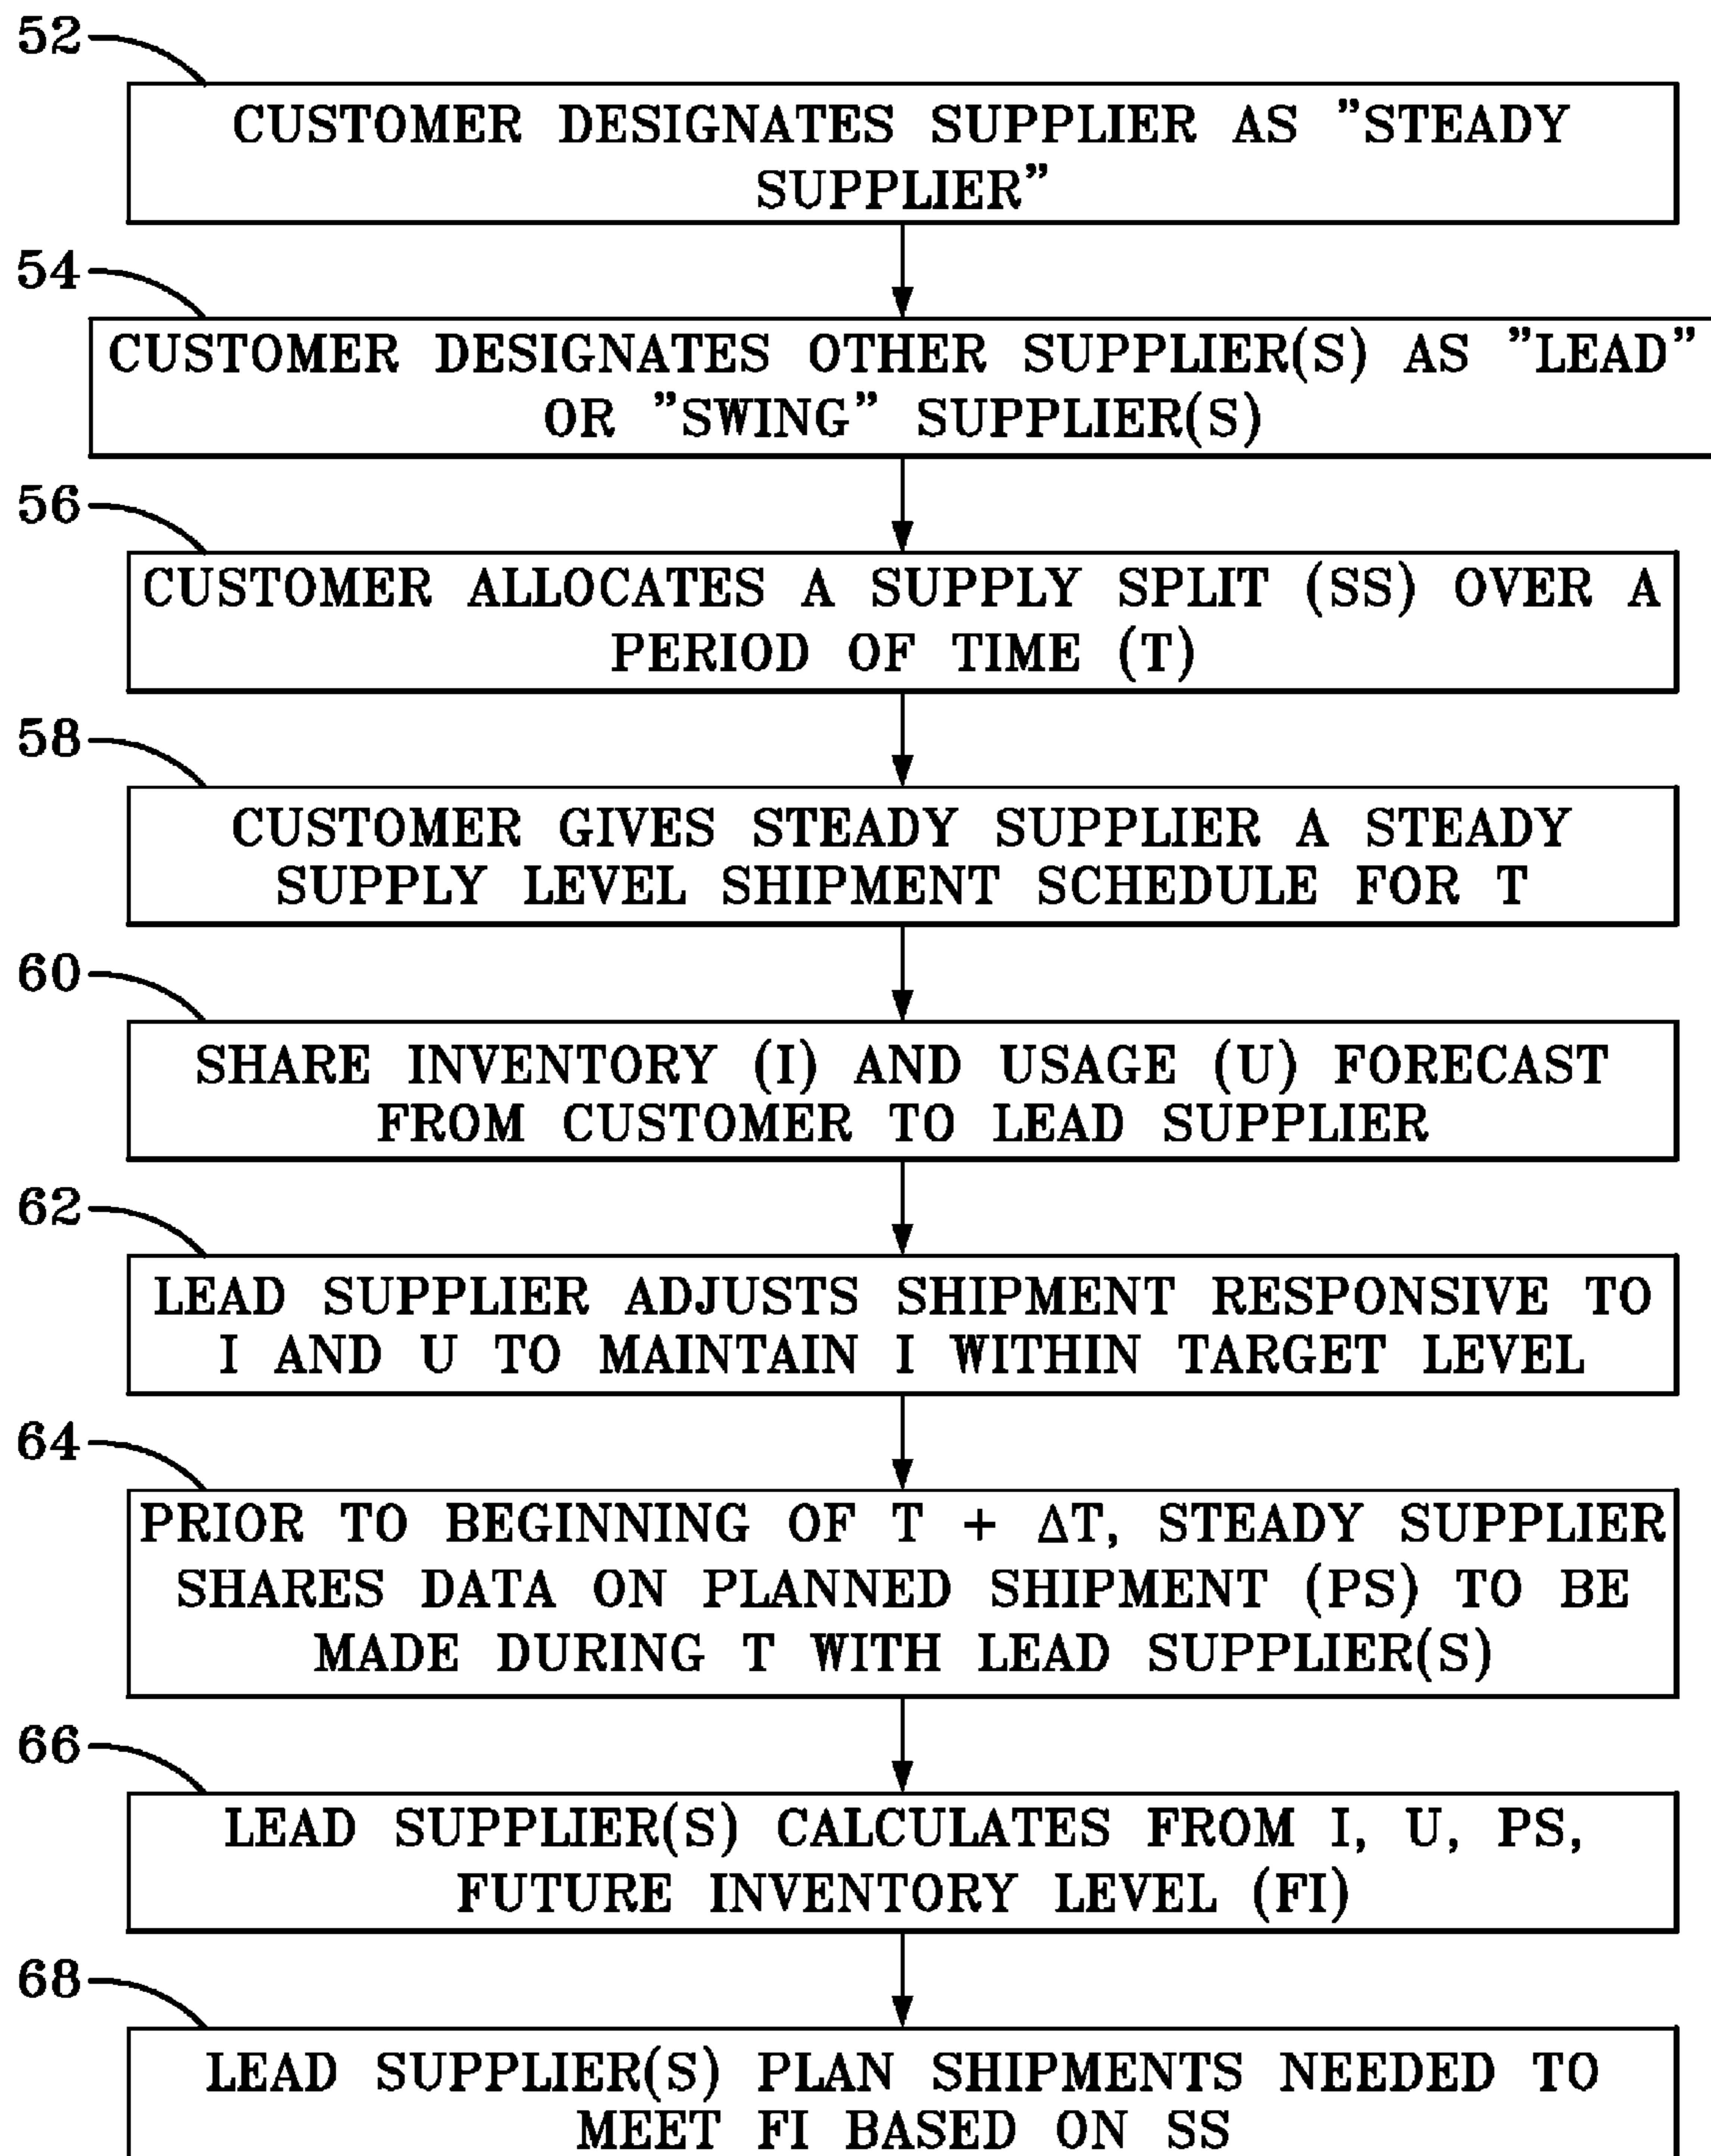 52
CUSTOMER DESIGNATES SUPPLIER AS ”STEADY
SUPPLIER”
54
CUSTOMER DESIGNATES OTHER SUPPLIER(S) AS ”LEAD”
OR ”SWING” SUPPLIER(S)
56
CUSTOMER ALLOCATES A SUPPLY SPLIT (SS) OVER A
PERIOD OF TIME (T)
58
CUSTOMER GIVES STEADY SUPPLIER A STEADY
SUPPLY LEVEL SHIPMENT SCHEDULE FOR T
60
SHARE INVENTORY (I) AND USAGE (U) FORECAST
FROM CUSTOMER TO LEAD SUPPLIER
62
LEAD SUPPLIER ADJUSTS SHIPMENT RESPONSIVE TO
I AND U TO MAINTAIN I WITHIN TARGET LEVEL
64
PRIOR TO BEGINNING OF T + ΔT, STEADY SUPPLIER
SHARES DATA ON PLANNED SHIPMENT (PS) TO BE
MADE DURING T WITH LEAD SUPPLIER(S)
66
LEAD SUPPLIER(S) CALCULATES FROM I, U, PS,
FUTURE INVENTORY LEVEL (FI)
68
LEAD SUPPLIER(S) PLAN SHIPMENTS NEEDED TO
MEET FI BASED ON SS